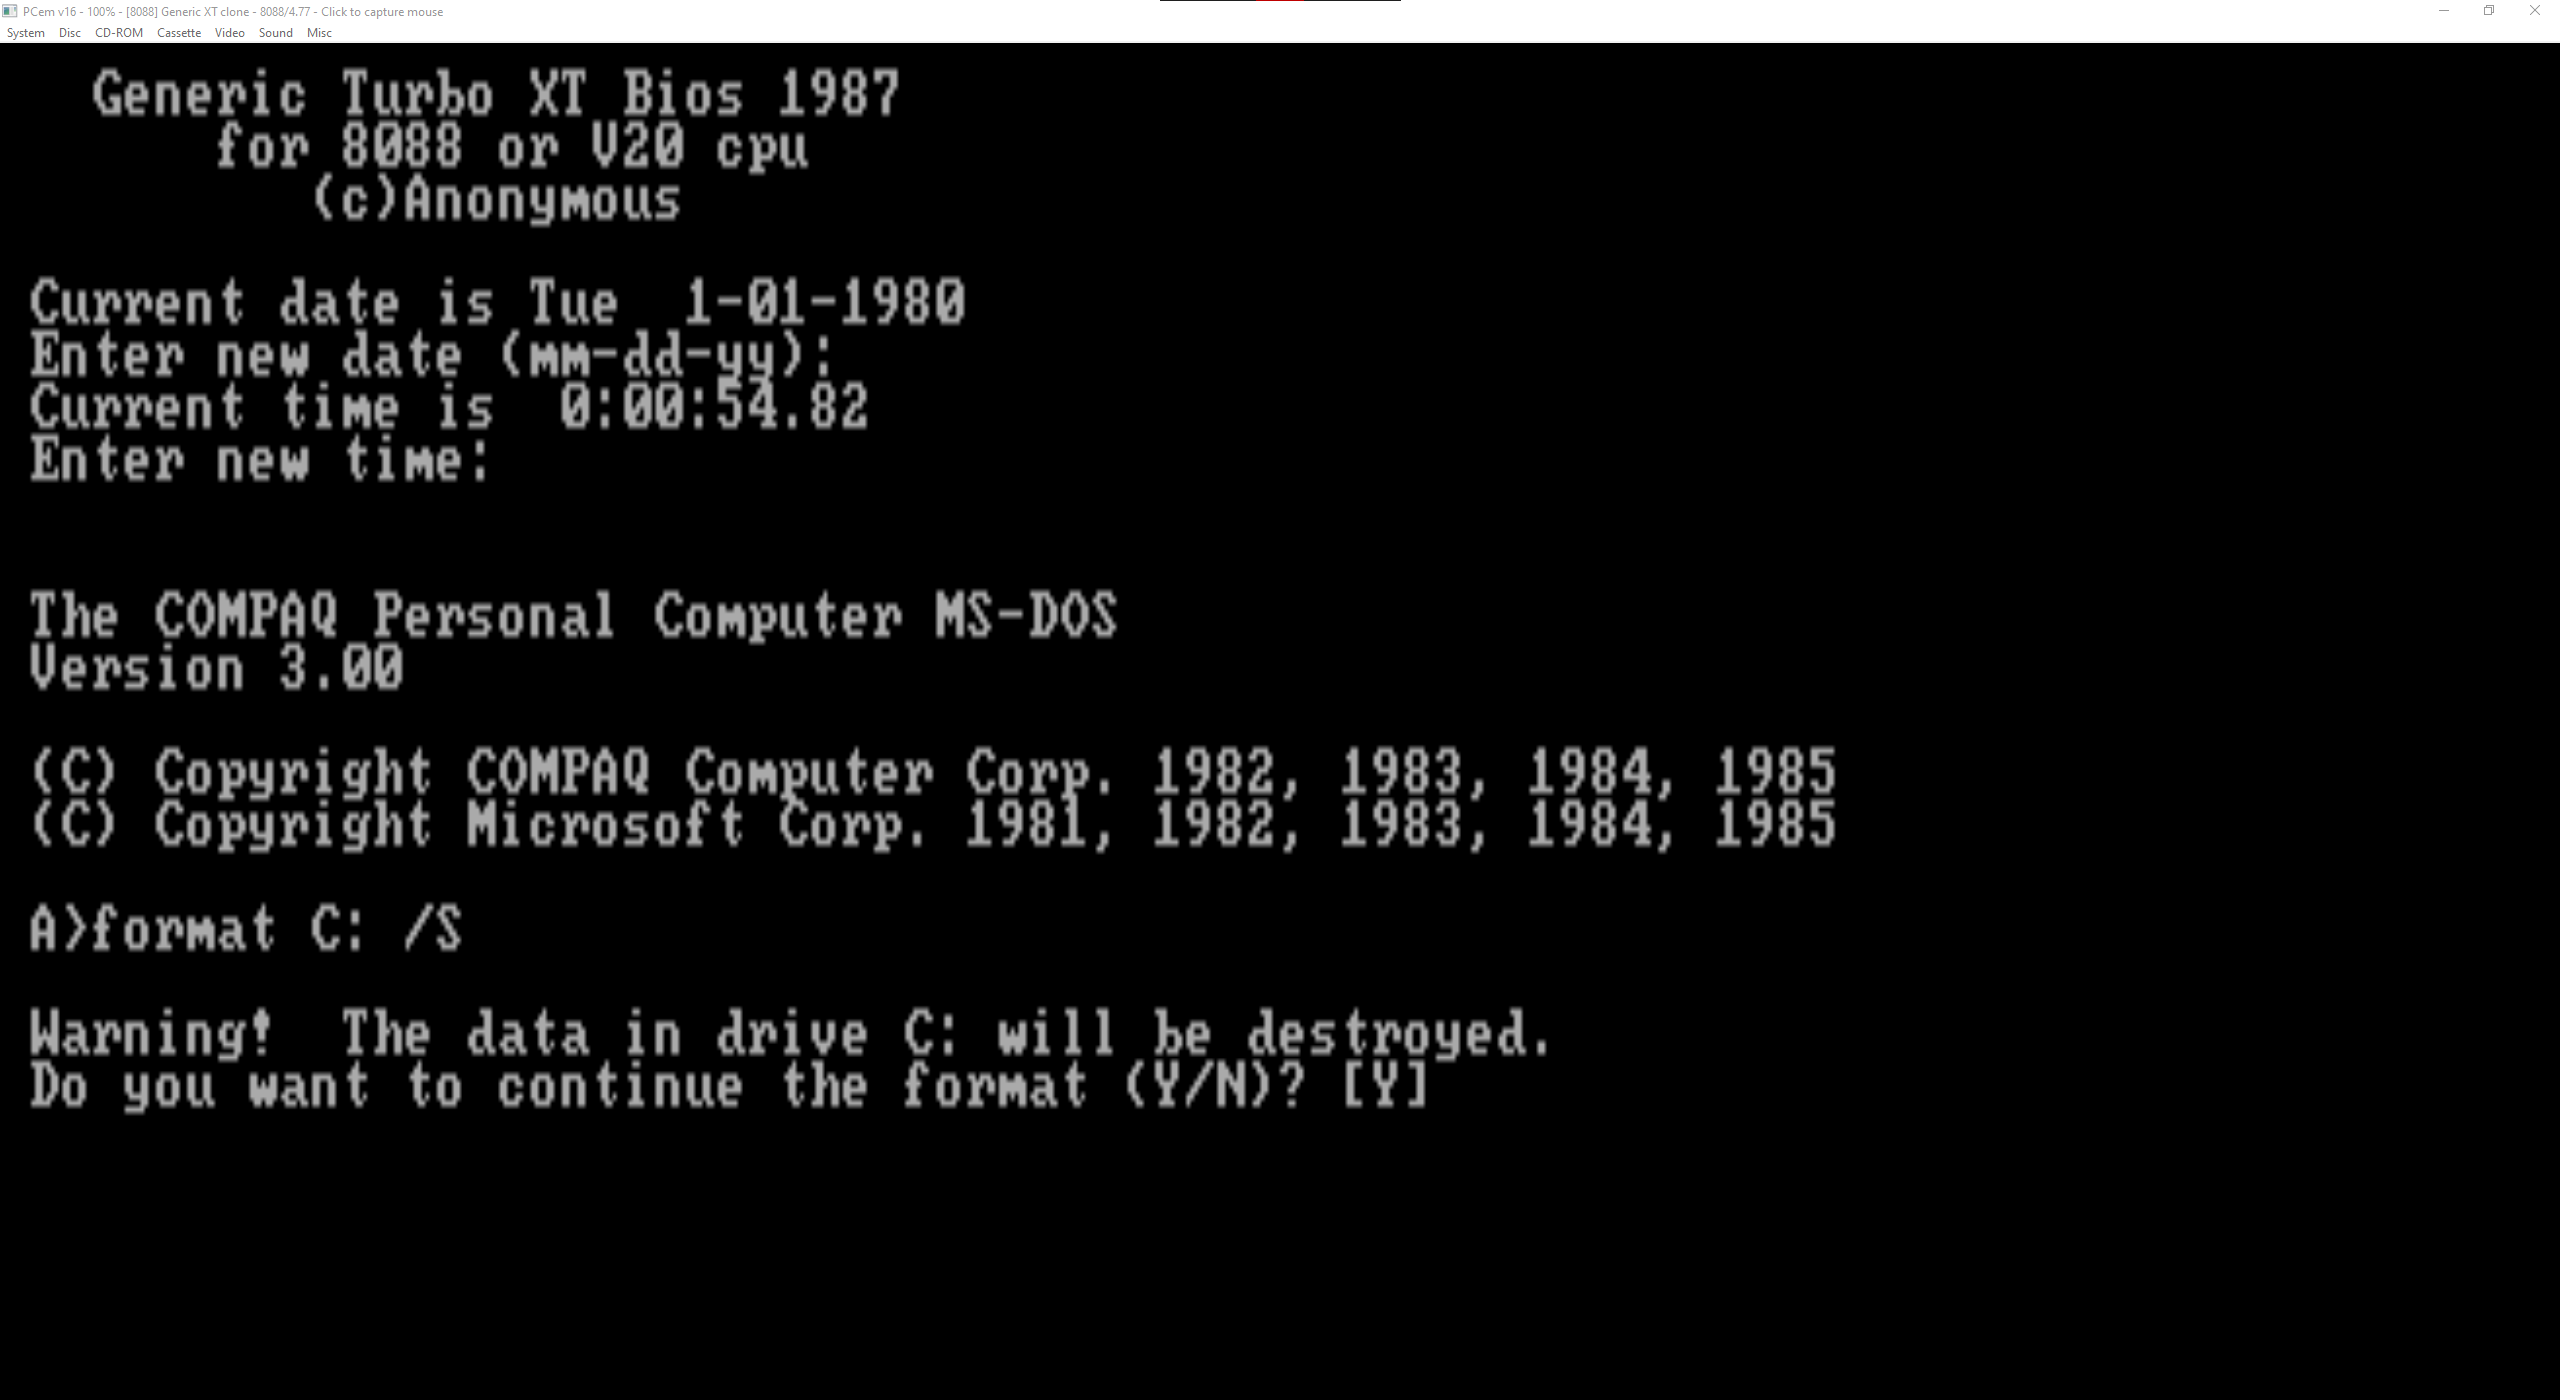 PCem v16 - 100% - [8088] Generic XT clone - 8088/4.77 - Click to capture mouse
System Disc CD-ROM Cassette Video Sound Misc
Generic Turbo XT Bios 1987
for 8088 or V20 cpu
(c)Anonymous
Current date is Tue  1-01-1980
Enter new date (mm-dd-yy):
Current time is  0:00:54.82
Enter new time:
The COMPAQ Personal Computer MS-DOS
Version 3.00
(C) Copyright COMPAQ Computer Corp. 1982, 1983, 1984, 1985
(C) Copyright Microsoft Corp. 1981, 1982, 1983, 1984, 1985
A>format C: /S
Warning!  The data in drive C: will be destroyed.
Do you want to continue the format (Y/N)? [Y]